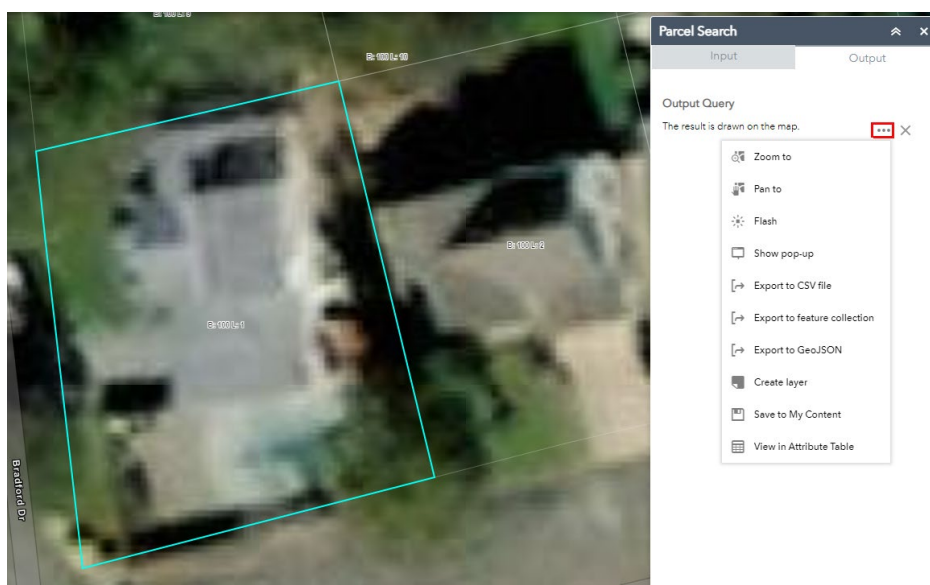 B: 100 L: 10
B: 100 L: 2
B: 100 L: 1
Bradford Dr
Parcel Search
Input
Output
Output Query
The result is drawn on the map.
Zoom to
Pan to
Flash
Show pop-up
Export to CSV file
Export to feature collection
Export to GeoJSON
Create layer
Save to My Content
View in Attribute Table